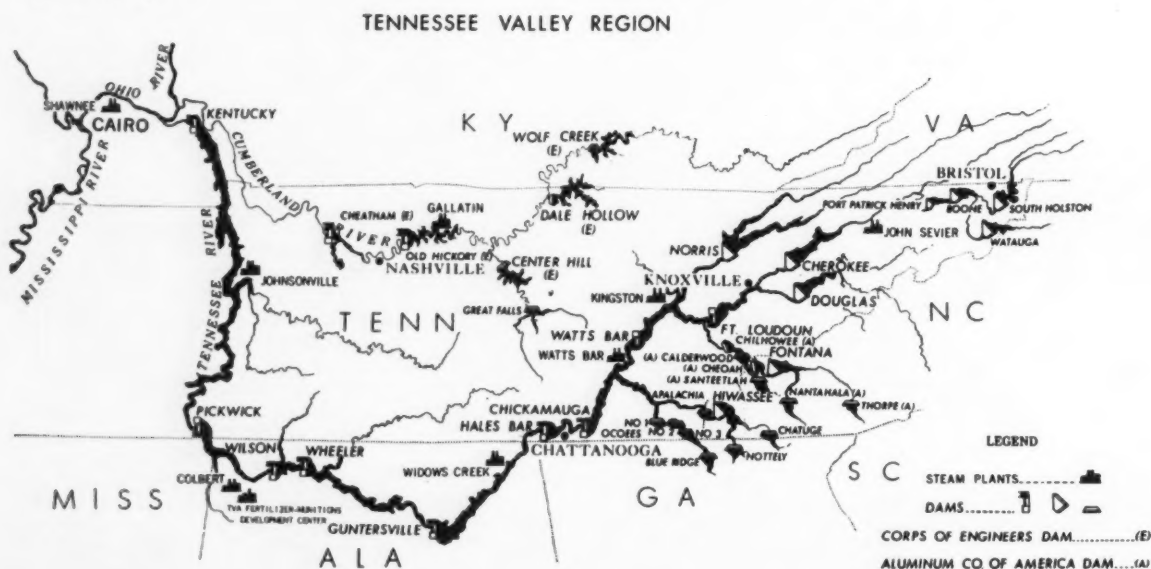 TENNESSEE VALLEY REGION
OHIO
RIVER
SHAWNEE
CAIRO
KENTUCKY
MISSISSIPPI RIVER
CUMBERLAND
RIVER
TENNESSEE
RIVER
K Y
V A
WOLF CREEK
(E)
BRISTOL
DALE HOLLOW
(E)
CHEATHAM (E)
GALLATIN
OLD HICKORY (E)
NASHVILLE
CENTER HILL
(E)
GREAT FALLS
FORT PATRICK HENRY
BOONE
SOUTH HOLSTON
JOHN SEVIER
WATAUGA
NORRIS
CHEROKEE
KNOXVILLE
DOUGLAS
KINGSTON
JOHNSONVILLE
TENN
N C
WATTS BAR
WATTS BAR
FT. LOUDOUN
CHILHOWEE (A)
(A) CALDERWOOD
FONTANA
(A) CHEOAH
(A) SANTEETLAH
NANTAHALA (A)
THORPE (A)
APALACHIA
HIWASSEE
PICKWICK
CHICKAMAUGA
HALES BAR
NO 1
OCOEES
NO 2
NO 3
CHATUGE
CHATTANOOGA
BLUE RIDGE
NOTTELY
WILSON
WHEELER
WIDOWS CREEK
COLBERT
TVA FERTILIZER-MUNITIONS
DEVELOPMENT CENTER
GUNTERSVILLE
MISS
ALA
GA
S C
LEGEND
STEAM PLANTS
DAMS
CORPS OF ENGINEERS DAM (E)
ALUMINUM CO. OF AMERICA DAM (A)